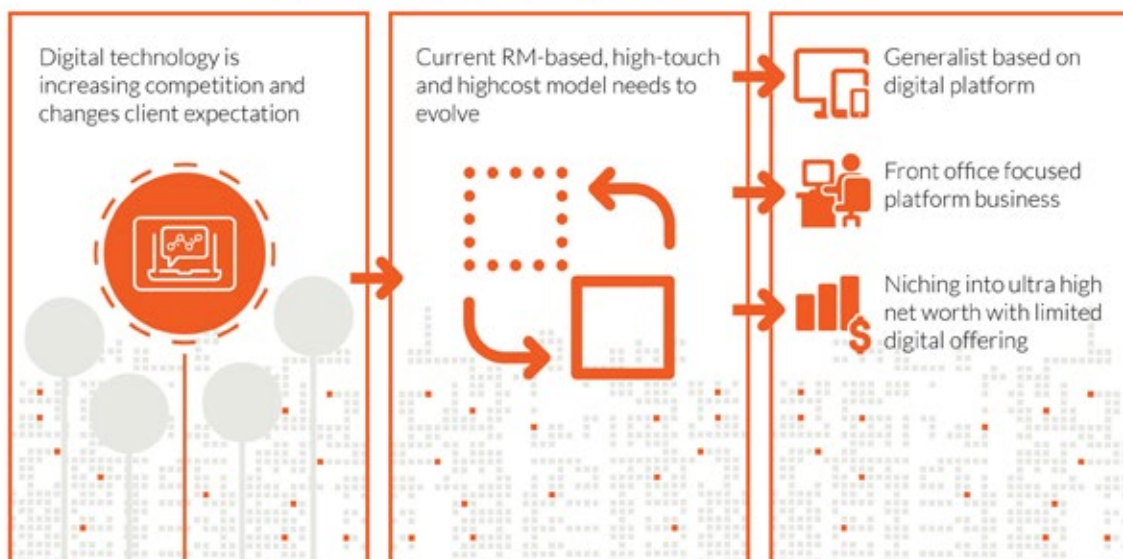 Digital technology is
increasing competition and
changes client expectation
Current RM-based, high-touch
and highcost model needs to
evolve
Generalist based on
digital platform
Front office focused
platform business
Niching into ultra high
net worth with limited
digital offering
$